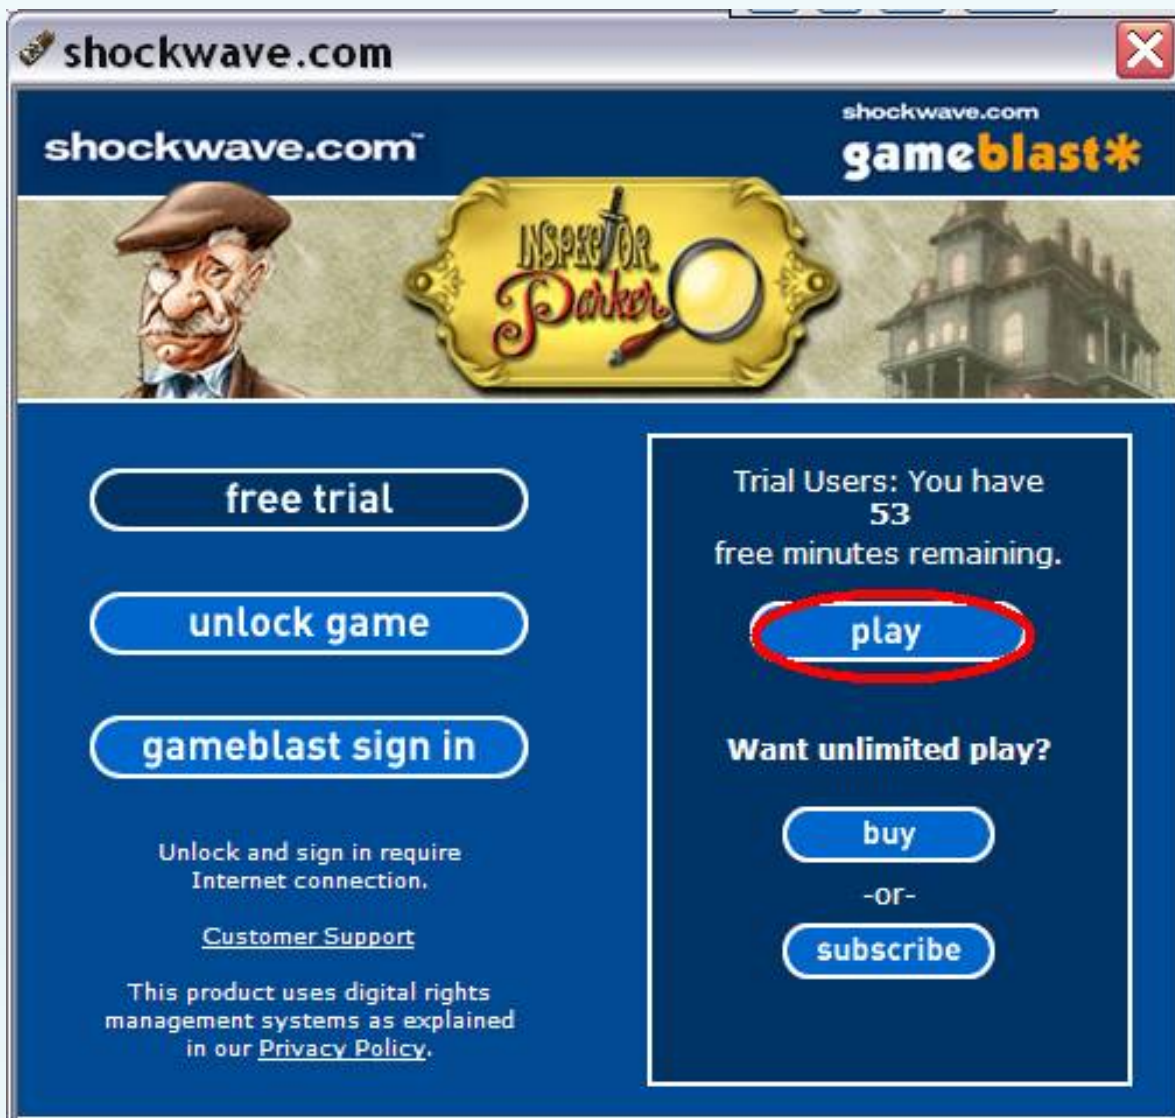 shockwave.com
shockwave.com™
shockwave.com
gameblast*
INSPECTOR
Parker
free trial
unlock game
gameblast sign in
Unlock and sign in require
Internet connection.
Customer Support
This product uses digital rights
management systems as explained
in our Privacy Policy.
Trial Users: You have
53
free minutes remaining.
play
Want unlimited play?
buy
-or-
subscribe